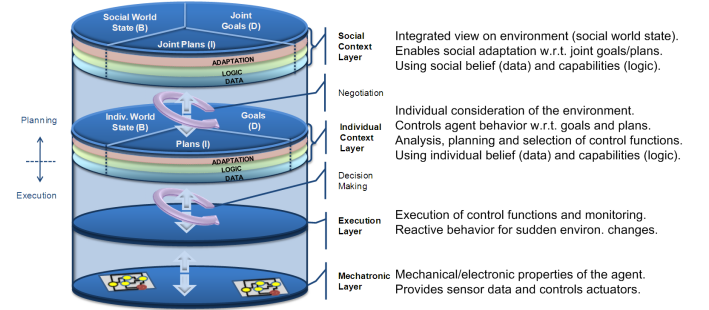 Social World
State (B)
Joint
Goals (D)
Joint Plans (I)
ADAPTATION
LOGIC
DATA
Social
Context
Layer
Integrated view on environment (social world state).
Enables social adaptation w.r.t. joint goals/plans.
Using social belief (data) and capabilities (logic).
Negotiation
Planning
Execution
Indiv. World
State (B)
Goals
(D)
Plans (I)
ADAPTATION
LOGIC
DATA
Individual
Context
Layer
Individual consideration of the environment.
Controls agent behavior w.r.t. goals and plans.
Analysis, planning and selection of control functions.
Using individual belief (data) and capabilities (logic).
Decision
Making
Execution
Layer
Execution of control functions and monitoring.
Reactive behavior for sudden environ. changes.
Mechatronic
Layer
Mechanical/electronic properties of the agent.
Provides sensor data and controls actuators.